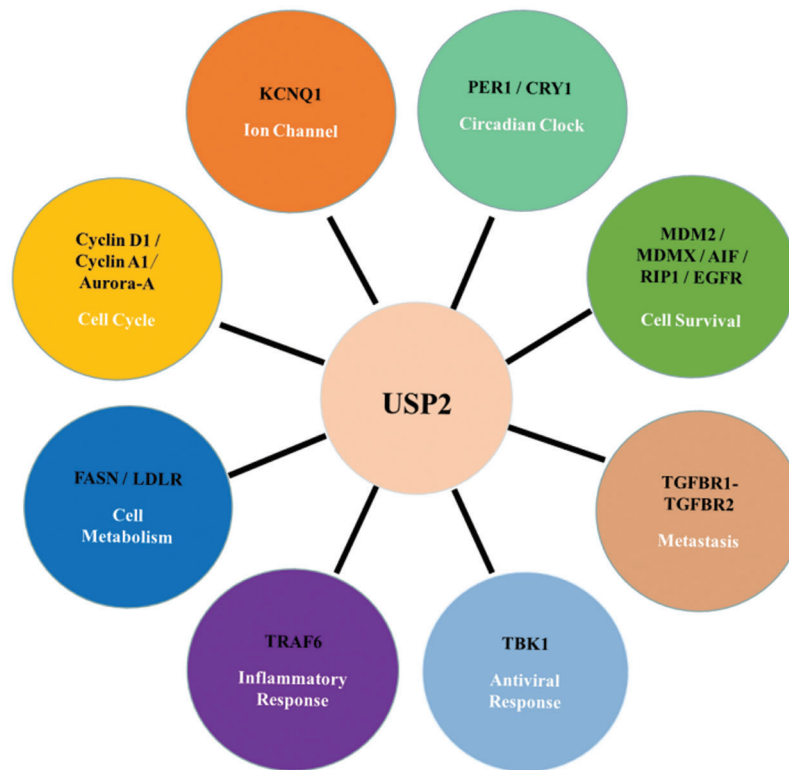 KCNQ1
Ion Channel
PER1 / CRY1
Circadian Clock
Cyclin D1 /
Cyclin A1/
Aurora-A
Cell Cycle
MDM2 /
MDMX / AIF /
RIP1 / EGFR
Cell Survival
USP2
FASN / LDLR
Cell
Metabolism
TGFBR1-
TGFBR2
Metastasis
TRAF6
Inflammatory
Response
TBK1
Antiviral
Response